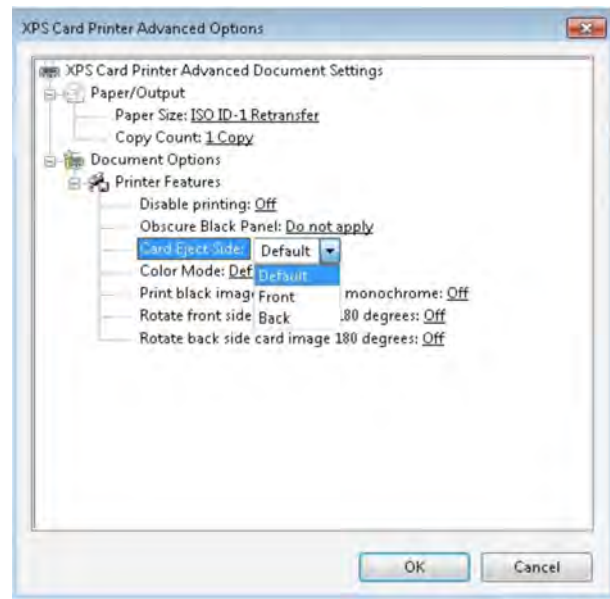 XPS Card Printer Advanced Options
XPS Card Printer Advanced Document Settings
Paper/Output
Paper Size: ISO ID-1 Retransfer
Copy Count: 1 Copy
Document Options
Printer Features
Disable printing: Off
Obscure Black Panel: Do not apply
Card Eject Side: Default
Color Mode: Def Default
Print black imag Front monochrome: Off
Rotate front side Back 180 degrees: Off
Rotate back side card image 180 degrees: Off
OK Cancel